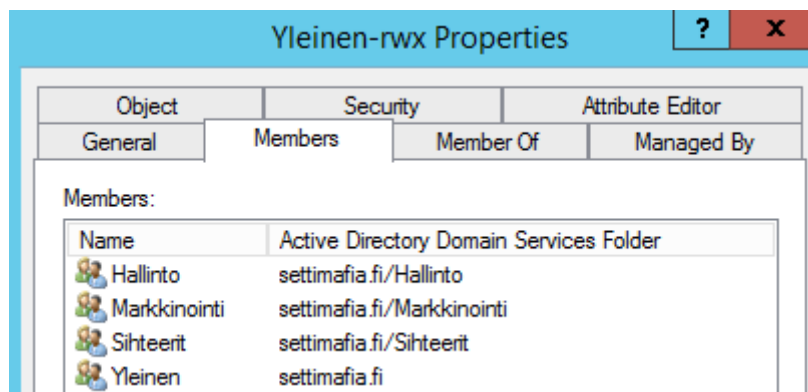 Yleinen-rwx Properties ? x
Object Security Attribute Editor
General Members Member Of Managed By
Members:
Name Active Directory Domain Services Folder
Hallinto settimafia.fi/Hallinto
Markkinointi settimafia.fi/Markkinointi
Sihteerit settimafia.fi/Sihteerit
Yleinen settimafia.fi